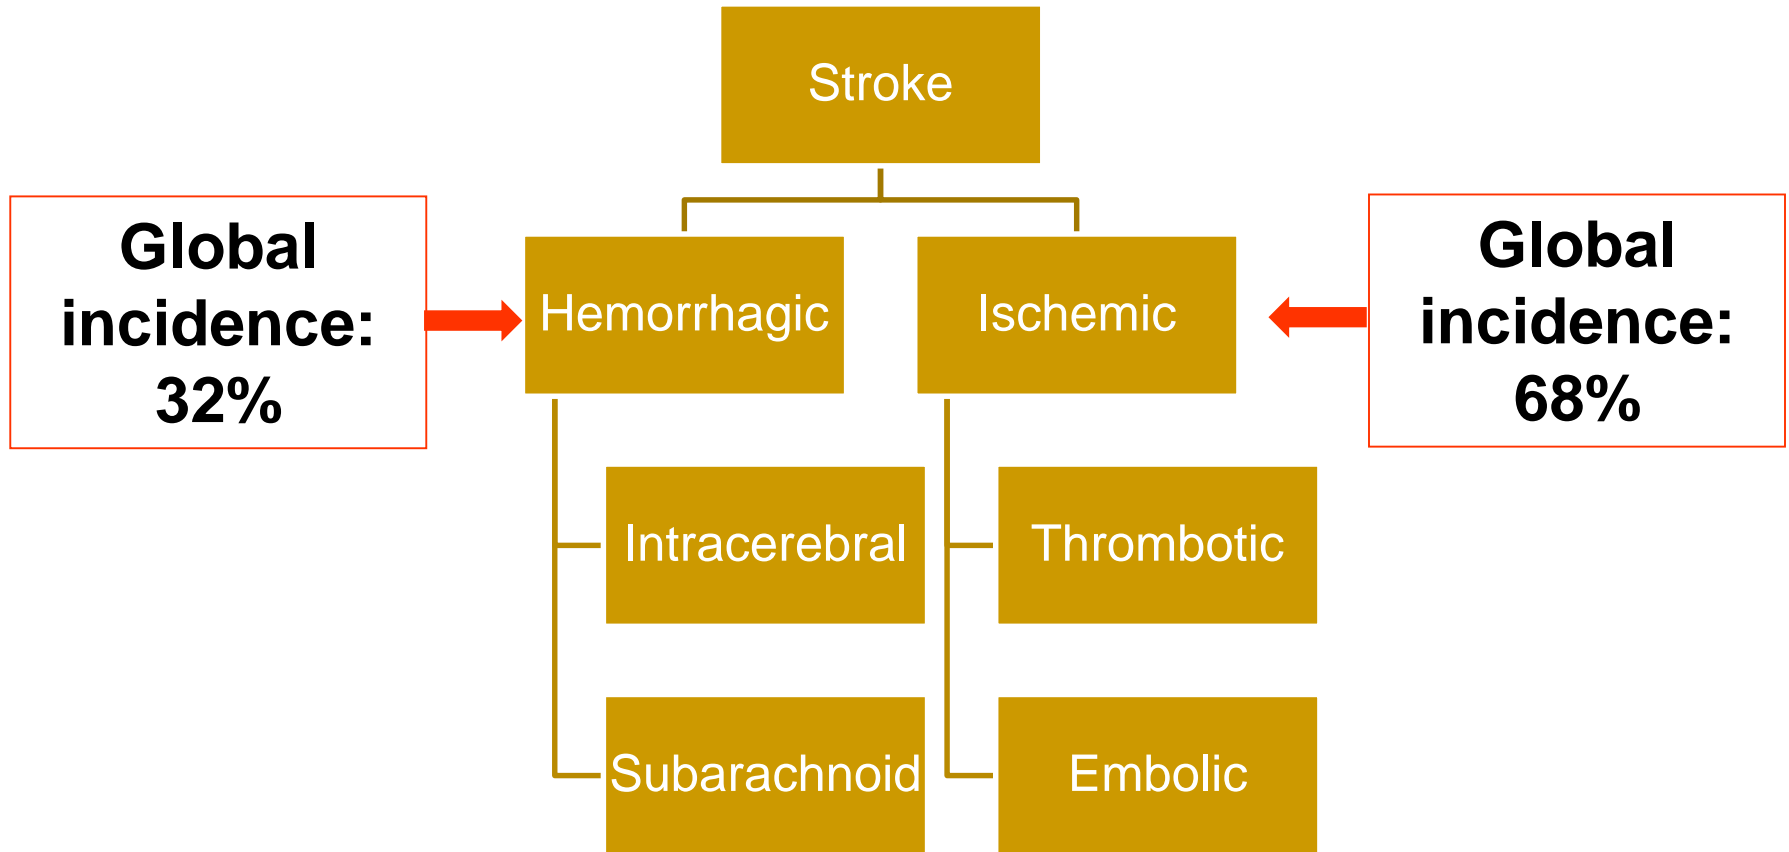 Stroke
Global
incidence:
32%
Hemorrhagic
Ischemic
Global
incidence:
68%
Intracerebral
Thrombotic
Subarachnoid
Embolic